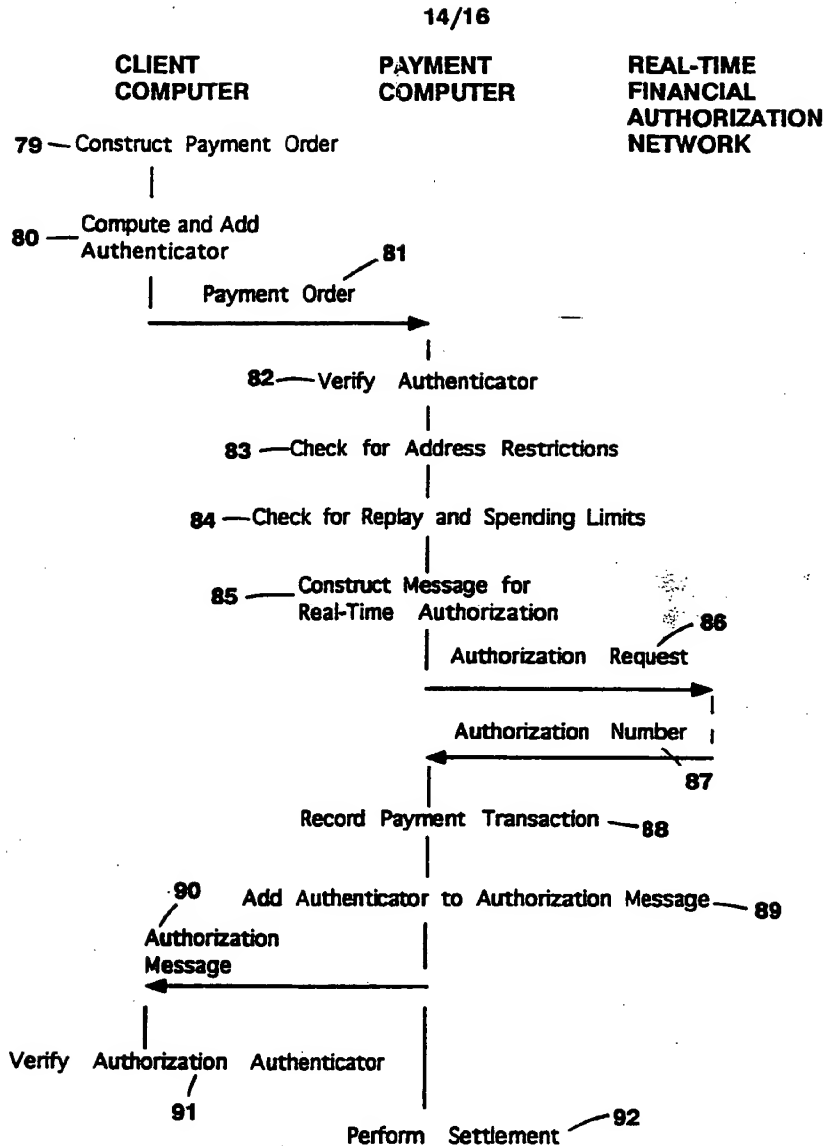 14/16
CLIENT
COMPUTER
PAYMENT
COMPUTER
REAL-TIME
FINANCIAL
AUTHORIZATION
NETWORK
79 Construct Payment Order
80 Compute and Add
Authenticator
81
Payment Order
82 Verify Authenticator
83 Check for Address Restrictions
84 Check for Replay and Spending Limits
85 Construct Message for
Real-Time Authorization
86
Authorization Request
Authorization Number
87
Record Payment Transaction 88
90
Add Authenticator to Authorization Message 89
Authorization
Message
Verify Authorization Authenticator
91
Perform Settlement 92